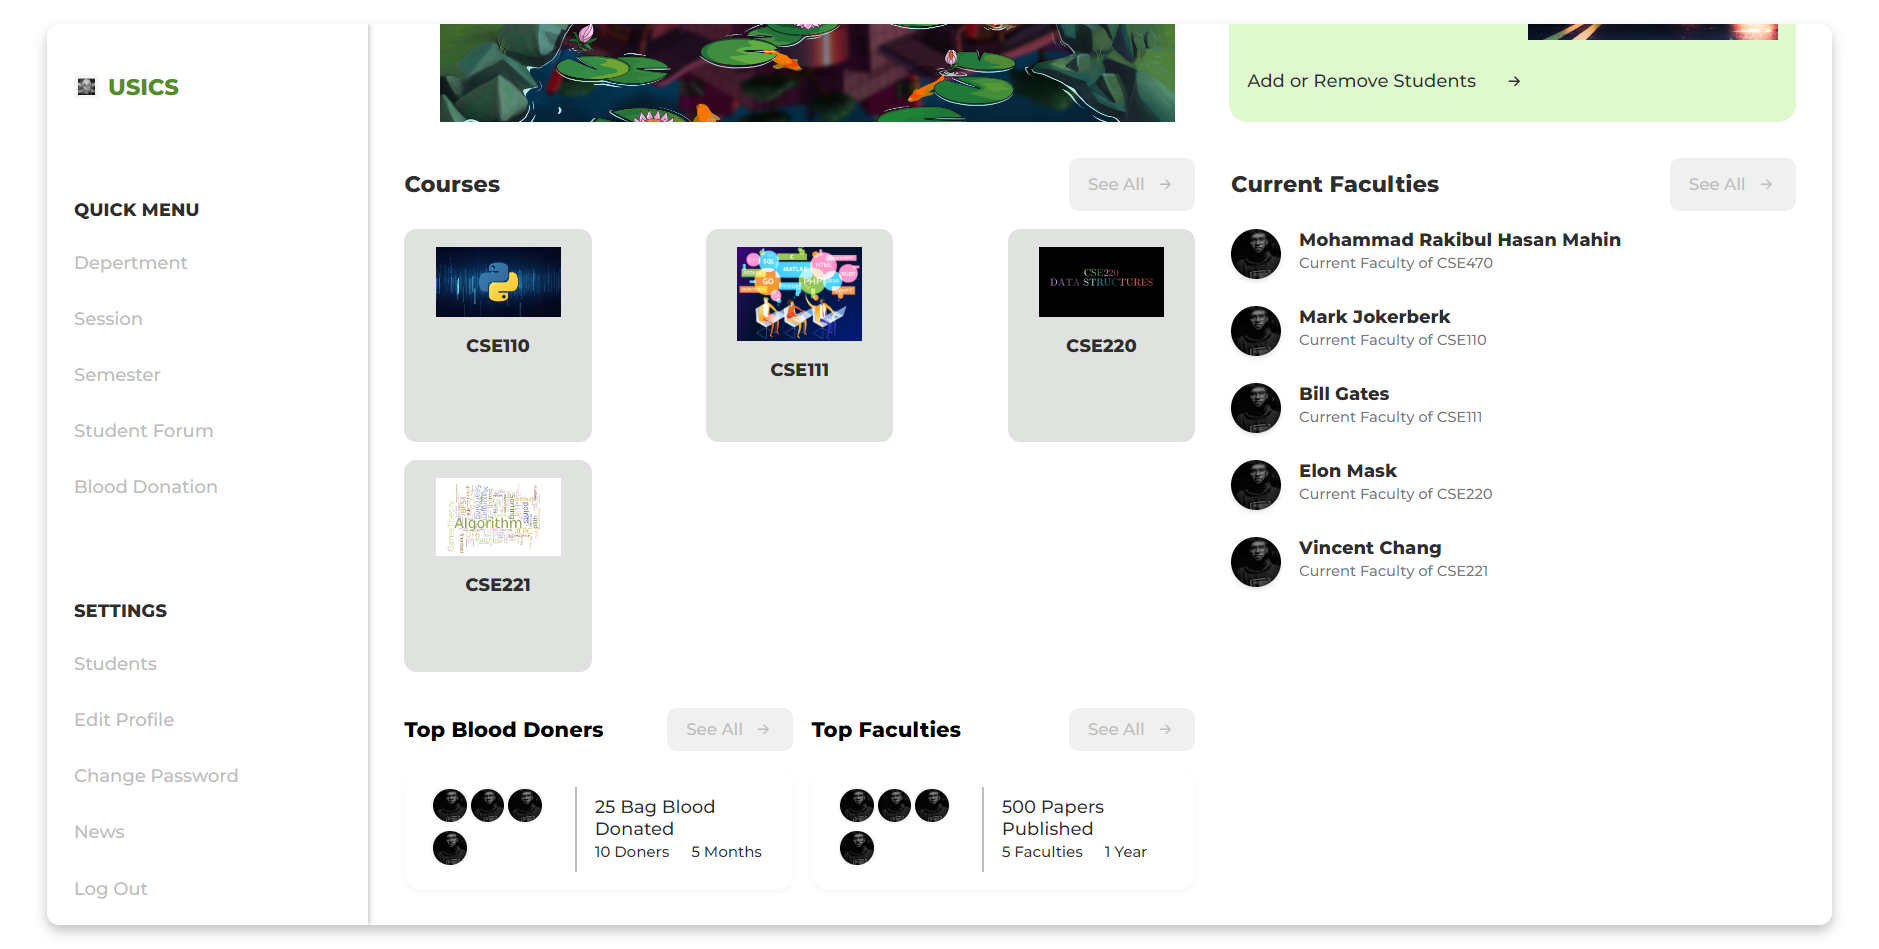 USICS
QUICK MENU
Depertment
Session
Semester
Student Forum
Blood Donation
SETTINGS
Students
Edit Profile
Change Password
News
Log Out
Add or Remove Students →
Courses
See All →
CSE110
SQL
MATLAB
HTML
GO
PHP
CSE111
CSE220
DATA STRUCTURES
CSE220
Algorithm
GameTheory
CSE221
Current Faculties
See All →
Mohammad Rakibul Hasan Mahin
Current Faculty of CSE470
Mark Jokerberk
Current Faculty of CSE110
Bill Gates
Current Faculty of CSE111
Elon Mask
Current Faculty of CSE220
Vincent Chang
Current Faculty of CSE221
Top Blood Doners
See All →
25 Bag Blood
Donated
10 Doners 5 Months
Top Faculties
See All →
500 Papers
Published
5 Faculties 1 Year